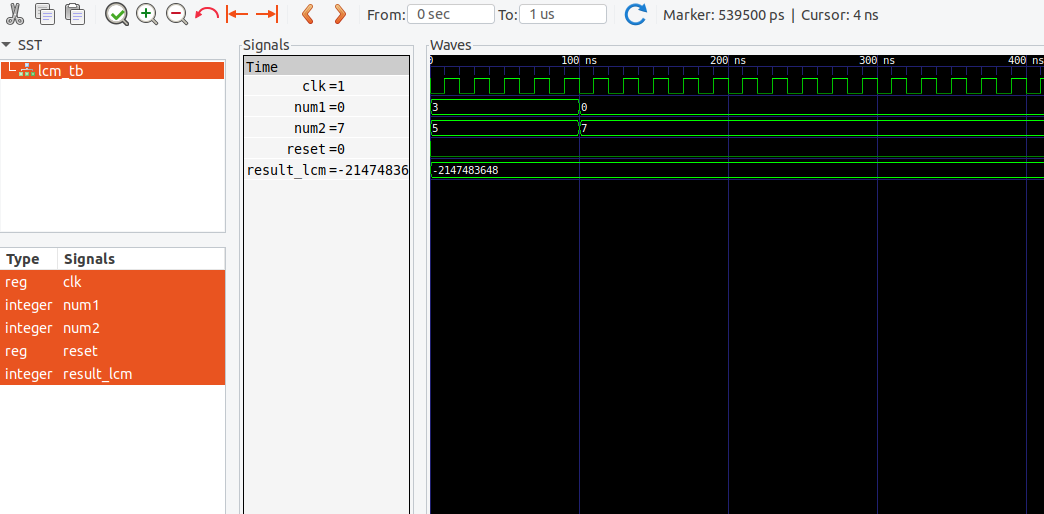 From: 0 sec To: 1 us Marker: 539500 ps | Cursor: 4 ns
SST
lcm_tb
Type Signals
reg clk
integer num1
integer num2
reg reset
integer result_lcm
Signals
Time
clk=1
num1=0
num2=7
reset=0
result_lcm=-21474836
Waves
0 100 ns 200 ns 300 ns 400 ns
3 0
5 7
-2147483648